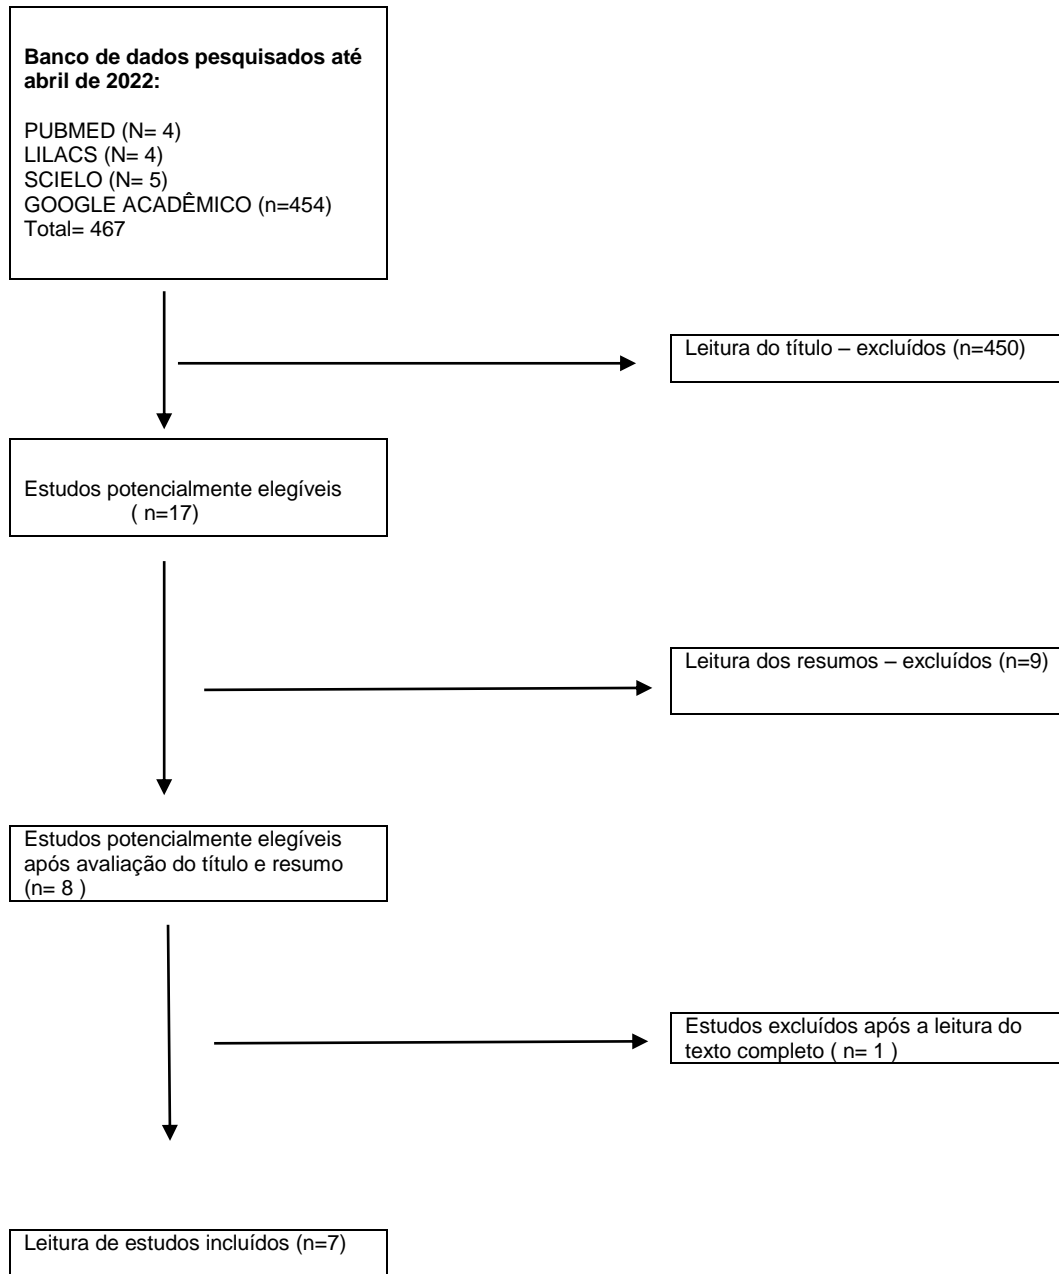 Banco de dados pesquisados até
abril de 2022:
PUBMED (N= 4)
LILACS (N= 4)
SCIELO (N= 5)
GOOGLE ACADÊMICO (n=454)
Total= 467
Leitura do título – excluídos (n=450)
Estudos potencialmente elegíveis
( n=17)
Leitura dos resumos – excluídos (n=9)
Estudos potencialmente elegíveis
após avaliação do título e resumo
(n= 8 )
Estudos excluídos após a leitura do
texto completo ( n= 1 )
Leitura de estudos incluídos (n=7)